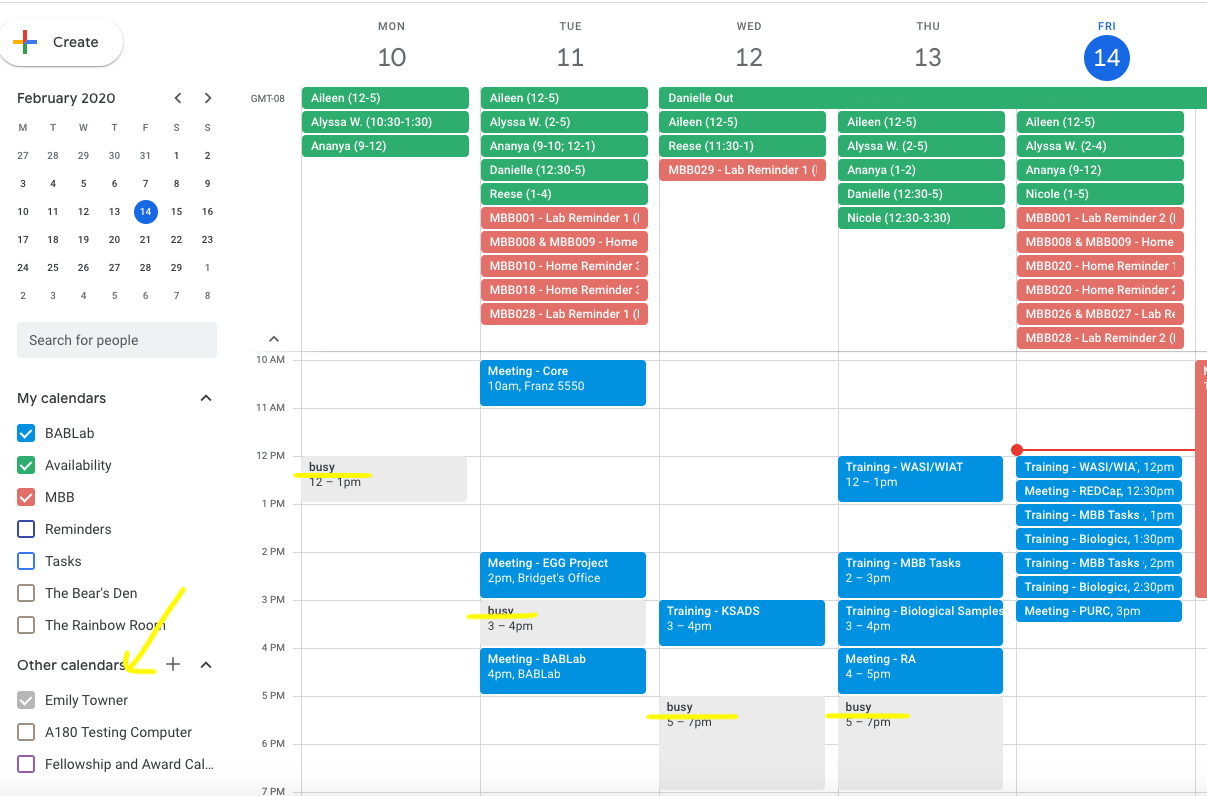 Create
February 2020
M T W T F S S
27 28 29 30 31 1 2
3 4 5 6 7 8 9
10 11 12 13 14 15 16
17 18 19 20 21 22 23
24 25 26 27 28 29 1
2 3 4 5 6 7 8
Search for people
My calendars
BABLab
Availability
MBB
Reminders
Tasks
The Bear's Den
The Rainbow Room
Other calendars
Emily Towner
A180 Testing Computer
Fellowship and Award Cal...
MON TUE WED THU FRI
10 11 12 13 14
GMT-08
Aileen (12-5)
Alyssa W. (10:30-1:30)
Ananya (9-12)
Aileen (12-5)
Alyssa W. (2-5)
Ananya (9-10; 12-1)
Danielle (12:30-5)
Reese (1-4)
MBB001 - Lab Reminder 1 (
MBB008 & MBB009 - Home
MBB010 - Home Reminder
MBB018 - Home Reminder
MBB028 - Lab Reminder 1 (
Danielle Out
Aileen (12-5)
Reese (11:30-1)
MBB029 - Lab Reminder 1 (
Aileen (12-5)
Alyssa W. (2-5)
Ananya (1-2)
Danielle (12:30-5)
Nicole (12:30-3:30)
Aileen (12-5)
Alyssa W. (2-4)
Ananya (9-12)
Nicole (1-5)
MBB001 - Lab Reminder 2 (
MBB008 & MBB009 - Home
MBB020 - Home Reminder
MBB020 - Home Reminder
MBB026 & MBB027 - Lab Re
MBB028 - Lab Reminder 2 (
10 AM
11 AM
12 PM
1 PM
2 PM
3 PM
4 PM
5 PM
6 PM
7 PM
busy
12 – 1pm
Meeting - Core
10am, Franz 5550
Meeting - EGG Project
2pm, Bridget's Office
busy
3 – 4pm
Meeting - BABLab
4pm, BABLab
Training - KSADS
3 – 4pm
busy
5 – 7pm
Training - WASI/WIAT
12 – 1pm
Training - MBB Tasks
2 – 3pm
Training - Biological Samples
3 – 4pm
Meeting - RA
4 – 5pm
busy
5 – 7pm
Training - WASI/WIA, 12pm
Meeting - REDCap, 12:30pm
Training - MBB Tasks, 1pm
Training - Biologica, 1:30pm
Training - MBB Tasks, 2pm
Training - Biologica, 2:30pm
Meeting - PURC, 3pm